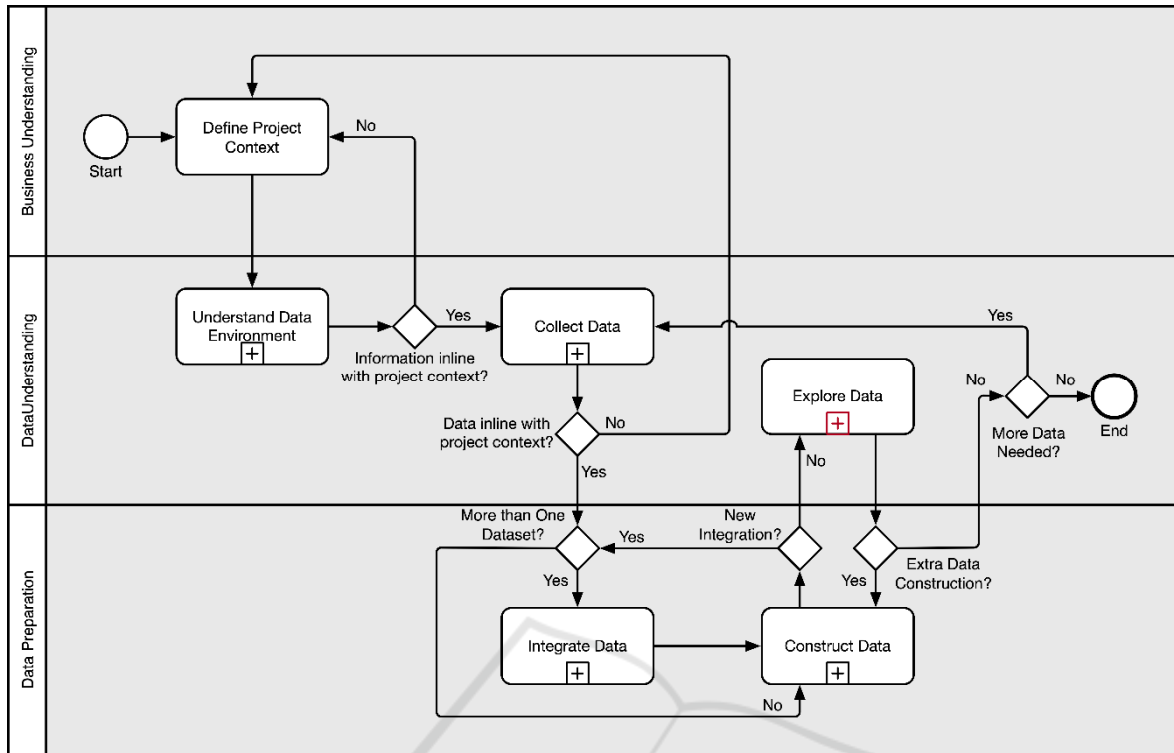 Business Understanding
Define Project
Context
Start
No
DataUnderstanding
Understand Data
Environment
Yes
Information inline
with project context?
Collect Data
Data inline with
project context?
No
Yes
Explore Data
No
Yes
No
No
More Data
Needed?
End
Data Preparation
More than One
Dataset?
Yes
New
Integration?
Yes
Extra Data
Construction?
Yes
Integrate Data
Construct Data
No